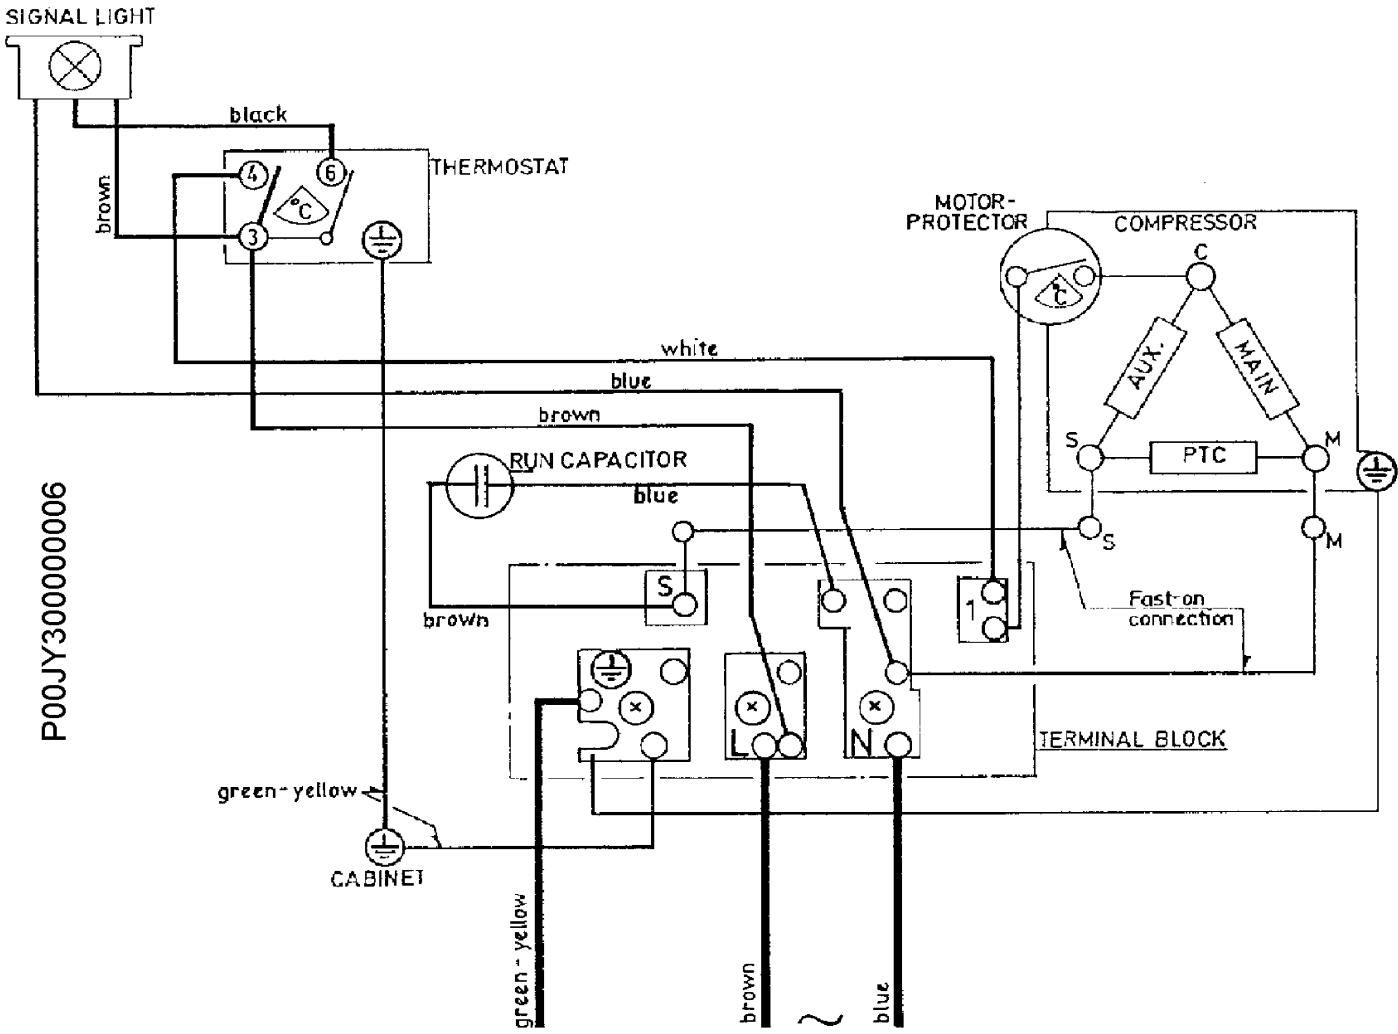 SIGNAL LIGHT
black
brown
4
6
3
°C
THERMOSTAT
MOTOR-
PROTECTOR
COMPRESSOR
C
°C
AUX.
MAIN
white
blue
brown
S
PTC
M
RUN CAPACITOR
blue
S
M
S
1
brown
Fast-on
connection
L
N
TERMINAL BLOCK
green-yellow
CABINET
green-yellow
brown
blue
P00JY30000006